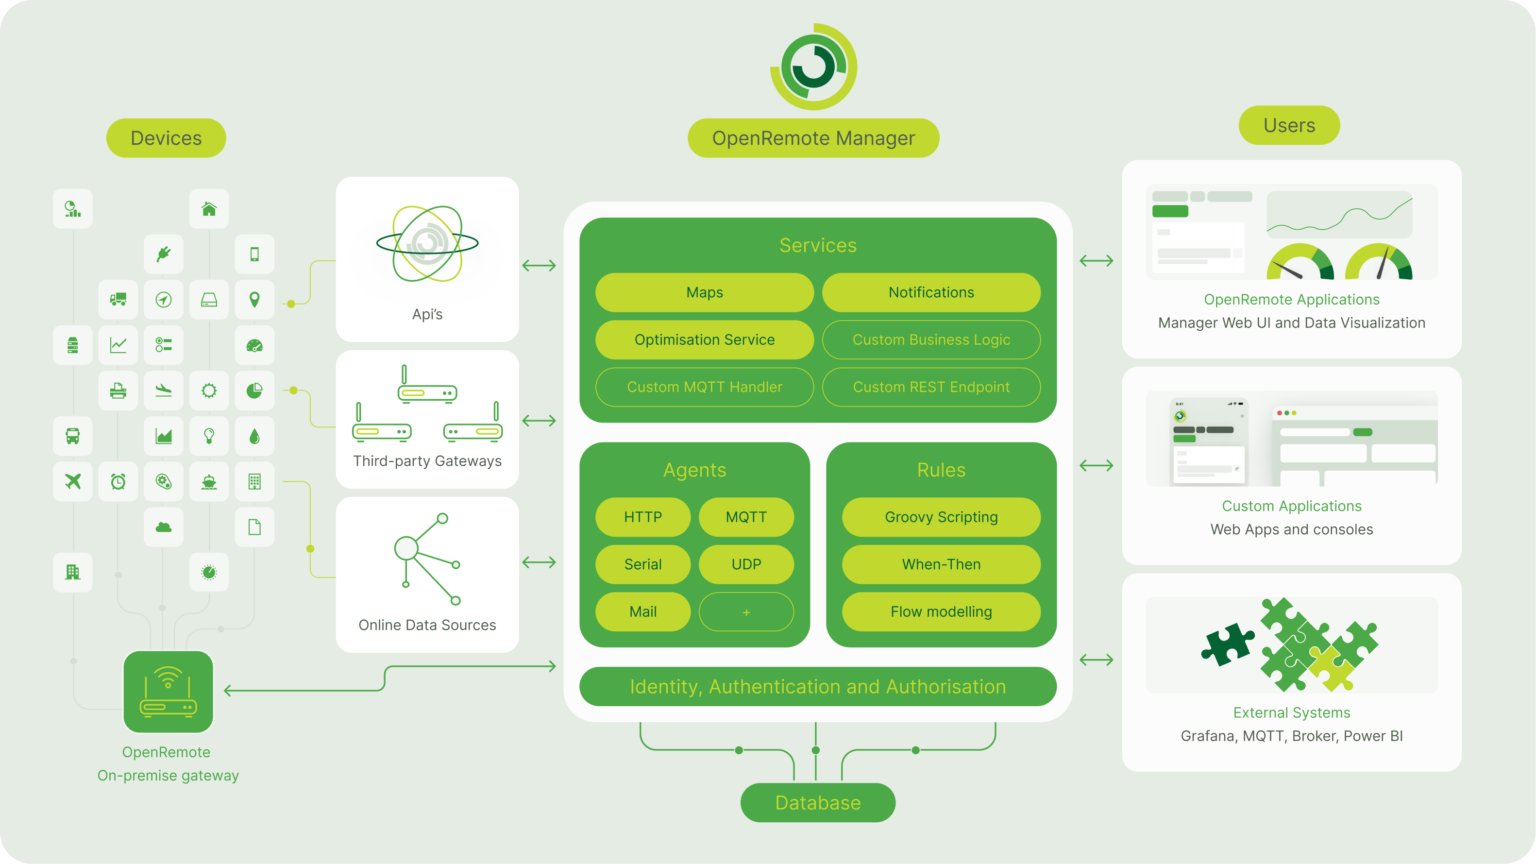 Devices
OpenRemote Manager
Users
Api's
Third-party Gateways
Online Data Sources
OpenRemote
On-premise gateway
Services
Maps
Notifications
Optimisation Service
Custom Business Logic
Custom MQTT Handler
Custom REST Endpoint
Agents
HTTP
MQTT
Serial
UDP
Mail
+
Rules
Groovy Scripting
When-Then
Flow modelling
Identity, Authentication and Authorisation
Database
OpenRemote Applications
Manager Web UI and Data Visualization
Custom Applications
Web Apps and consoles
External Systems
Grafana, MQTT, Broker, Power BI